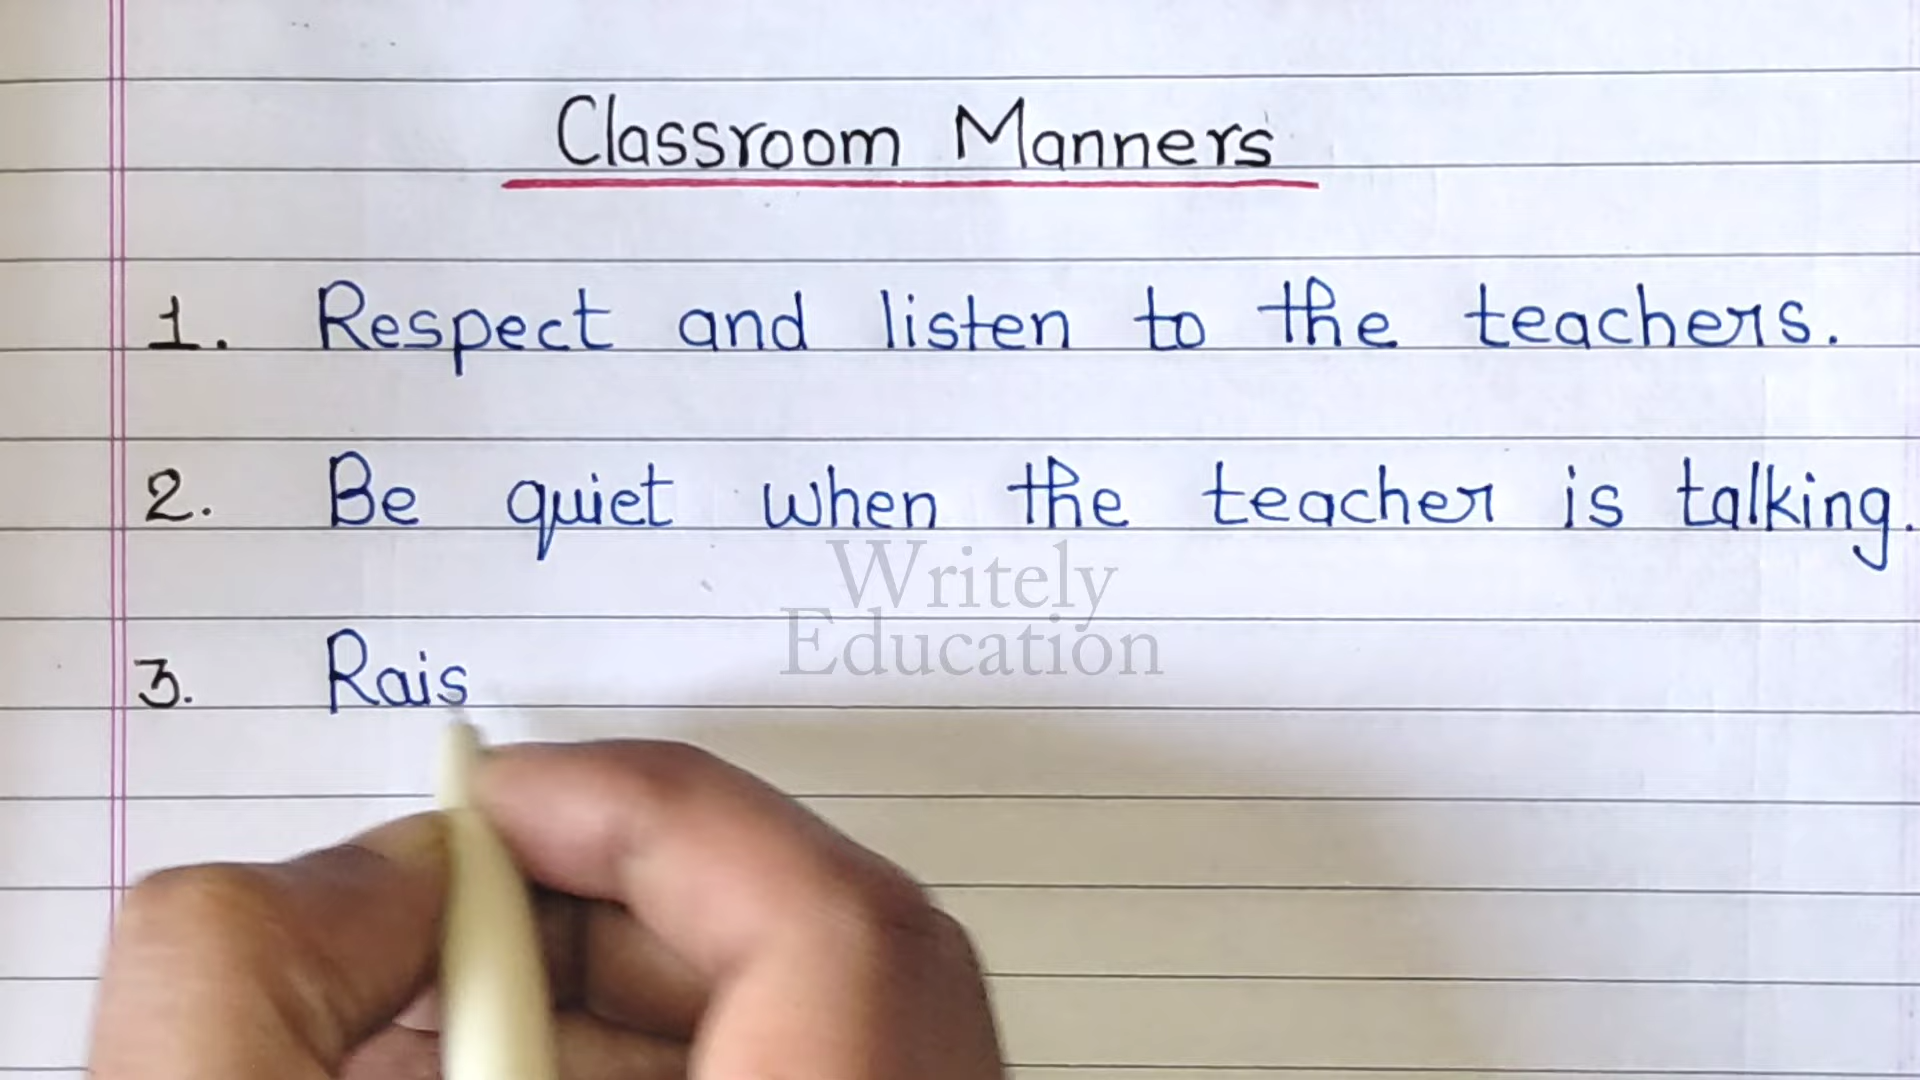 Classroom Manners
1. Respect and listen to the teachers.
2. Be quiet when the teacher is talking.
Writely
Education
3. Rais